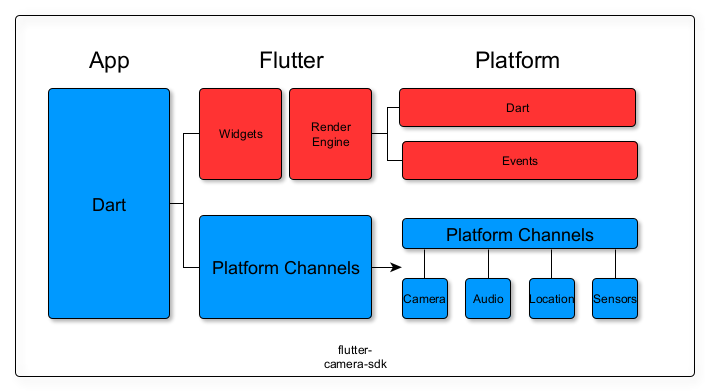 App
Flutter
Platform
Dart
Widgets
Render
Engine
Dart
Events
Platform Channels
Platform Channels
Camera
Audio
Location
Sensors
flutter-
camera-sdk